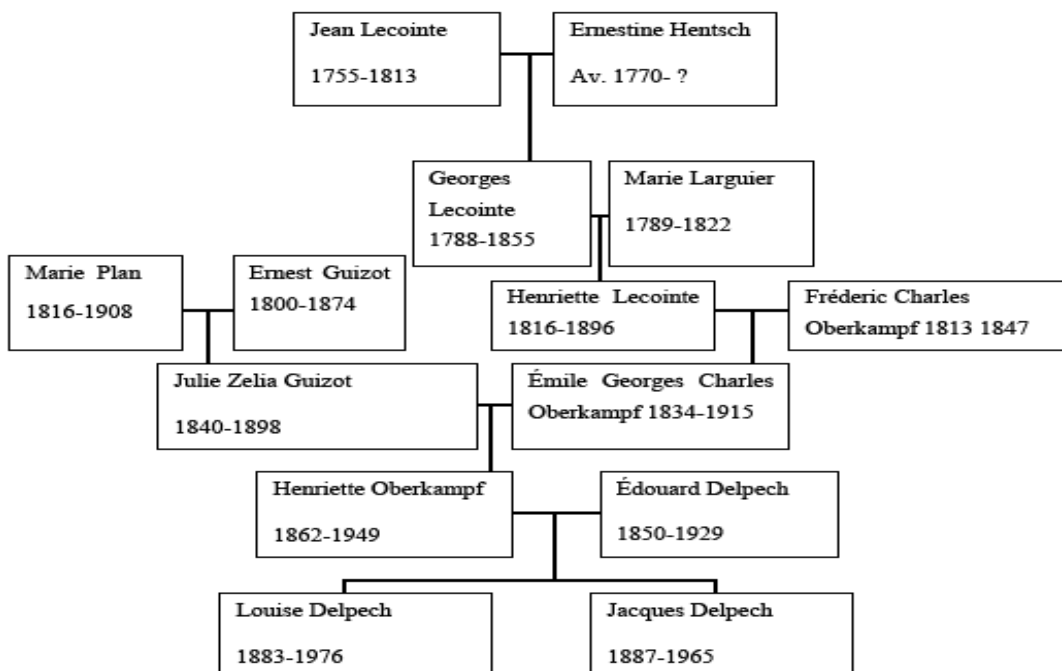 Jean Lecointe
1755-1813
Ernestine Hentsch
Av. 1770- ?
Georges
Lecointe
1788-1855
Marie Larguier
1789-1822
Marie Plan
1816-1908
Ernest Guizot
1800-1874
Henriette Lecointe
1816-1896
Fréderic Charles
Oberkampf 1813 1847
Julie Zelia Guizot
1840-1898
Émile Georges Charles
Oberkampf 1834-1915
Henriette Oberkampf
1862-1949
Édouard Delpech
1850-1929
Louise Delpech
1883-1976
Jacques Delpech
1887-1965